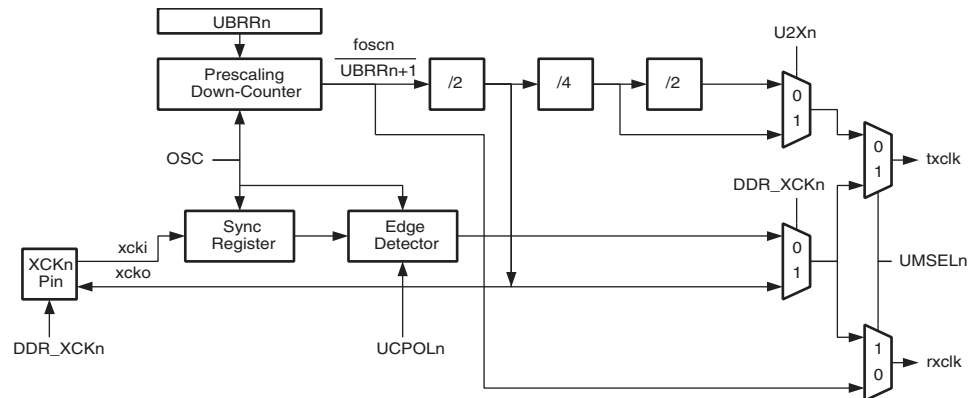 UBRRn
foscn
U2Xn
Prescaling
Down-Counter
UBRRn+1
/2
/4
/2
0
1
OSC
0
1
txclk
DDR_XCKn
Sync
Register
Edge
Detector
xcki
XCKn
Pin
xcko
0
1
UMSELn
DDR_XCKn
UCPOLn
1
0
rxclk